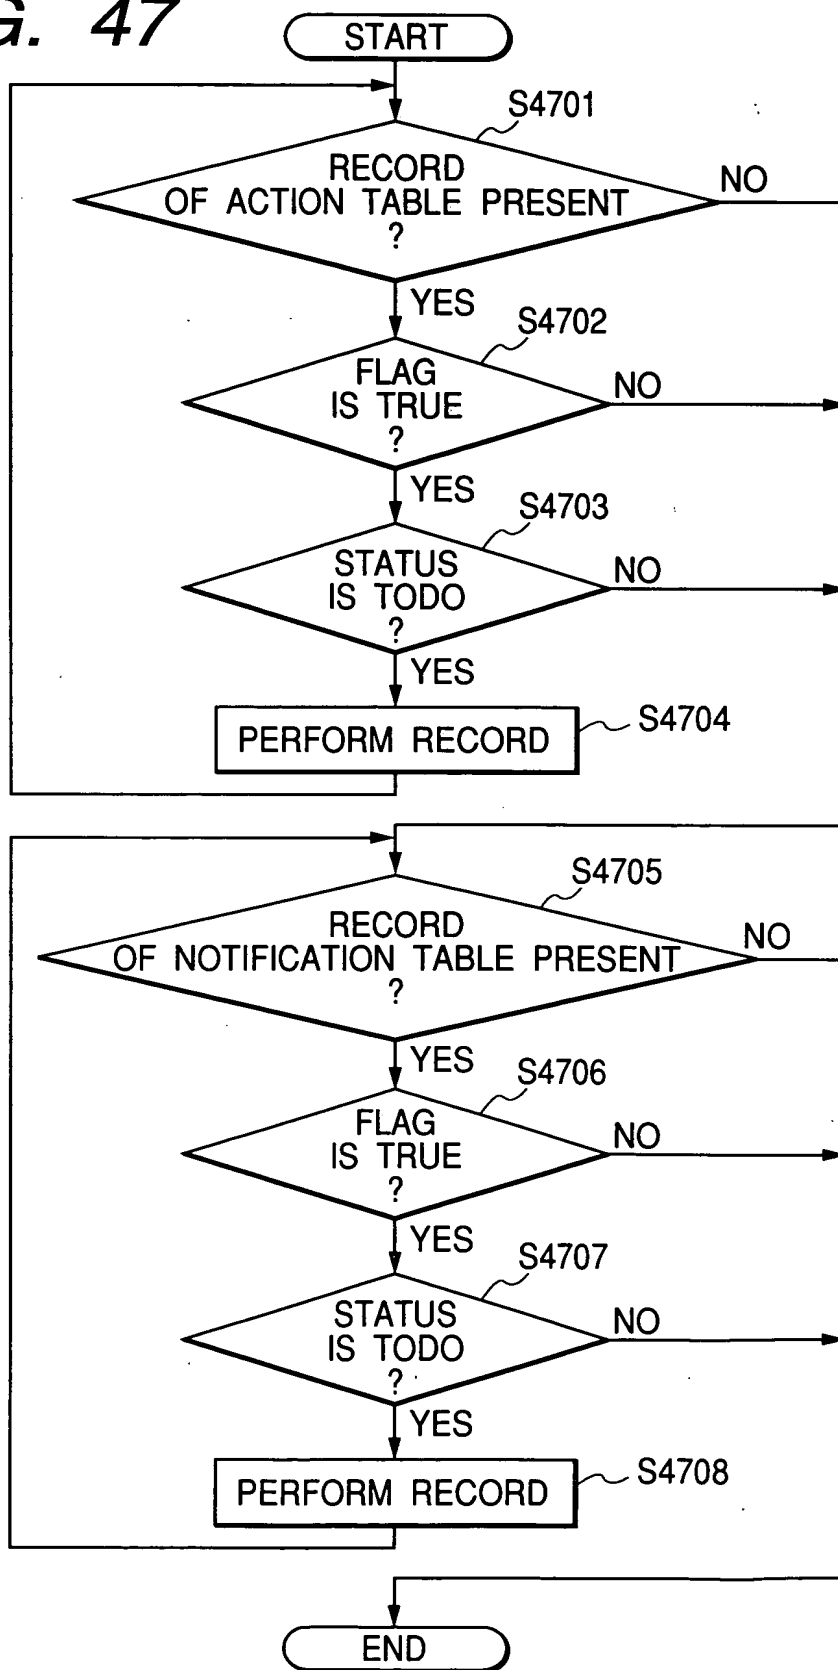 G. 47
START
S4701
RECORD
OF ACTION TABLE PRESENT
?
NO
YES
S4702
FLAG
IS TRUE
?
NO
YES
S4703
STATUS
IS TODO
?
NO
YES
PERFORM RECORD
S4704
S4705
RECORD
OF NOTIFICATION TABLE PRESENT
?
NO
YES
S4706
FLAG
IS TRUE
?
NO
YES
S4707
STATUS
IS TODO
?
NO
YES
PERFORM RECORD
S4708
END